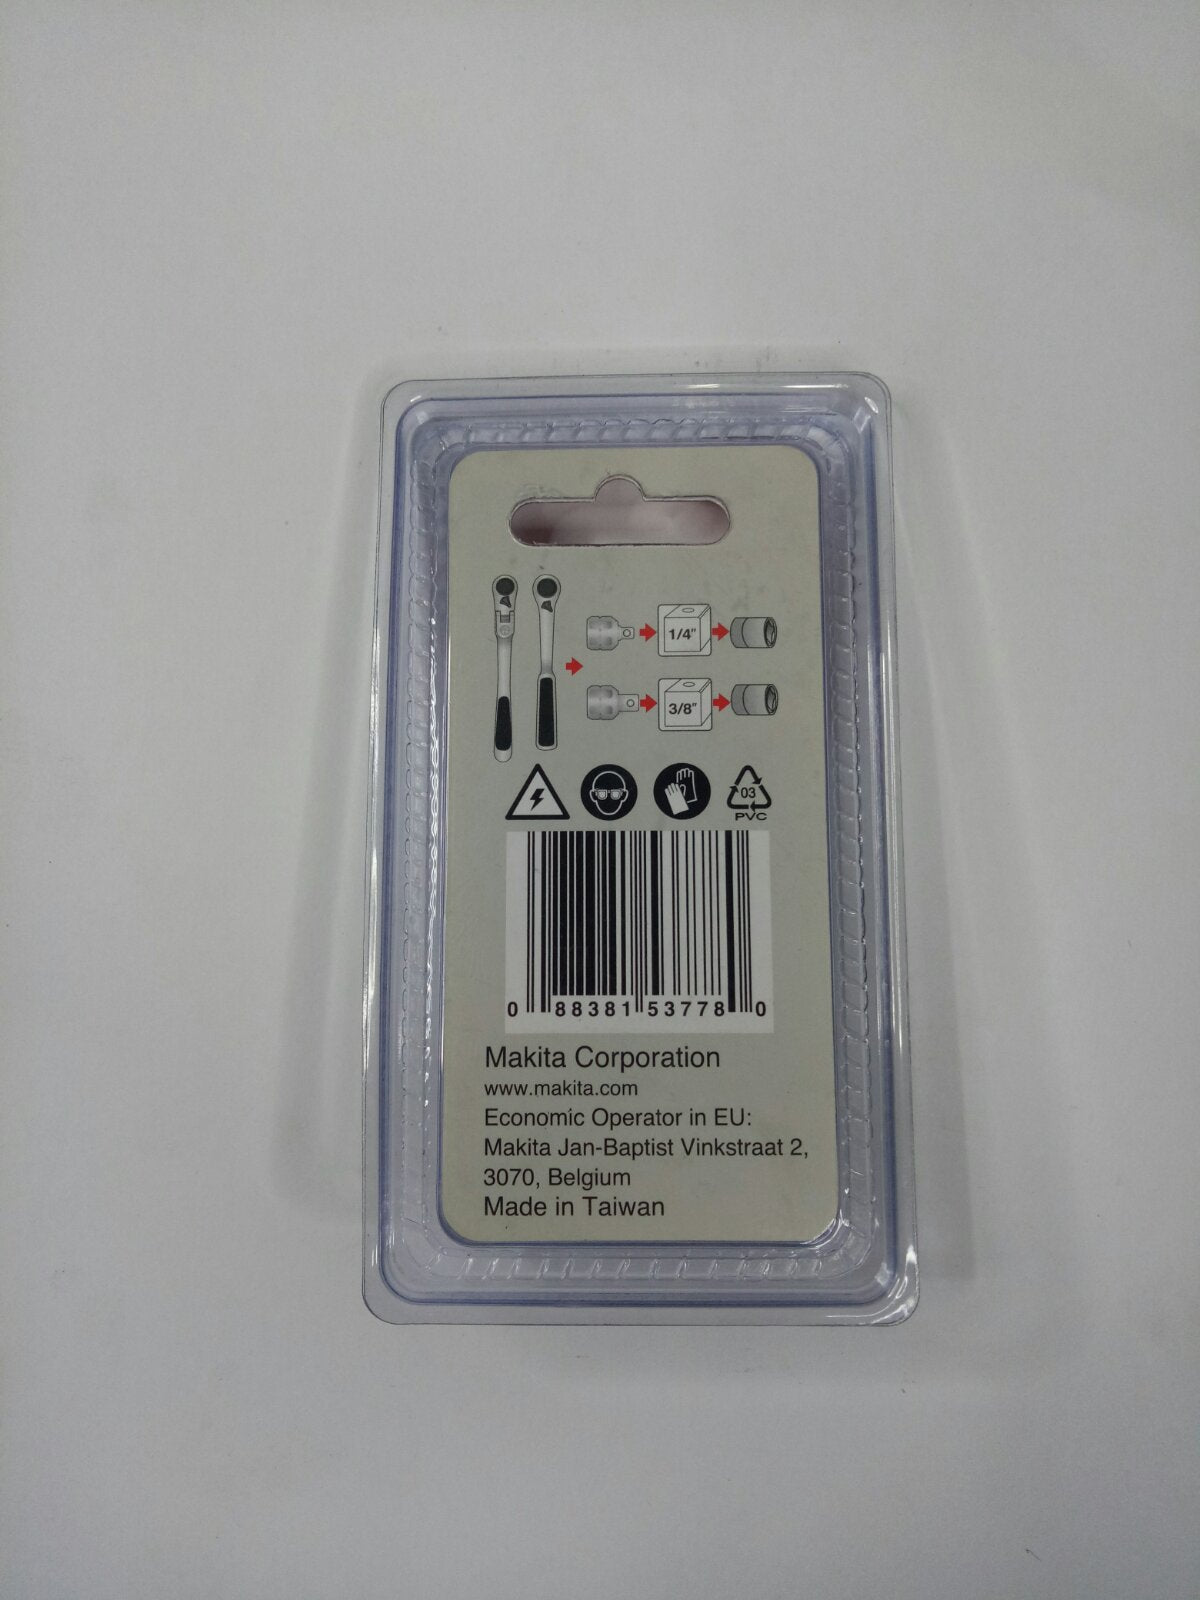 1/4"
3/8"
03
PVC
0 88381 53778 0
Makita Corporation
www.makita.com
Economic Operator in EU:
Makita Jan-Baptist Vinkstraat 2,
3070, Belgium
Made in Taiwan